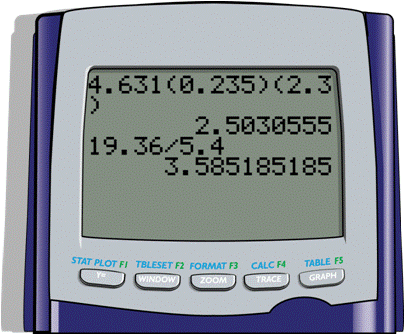 4.631(0.235)(2.3
)
2.5030555
19.36/5.4
3.585185185
STAT PLOT F1 TBLESET F2 FORMAT F3 CALC F4 TABLE F5
Y= WINDOW ZOOM TRACE GRAPH